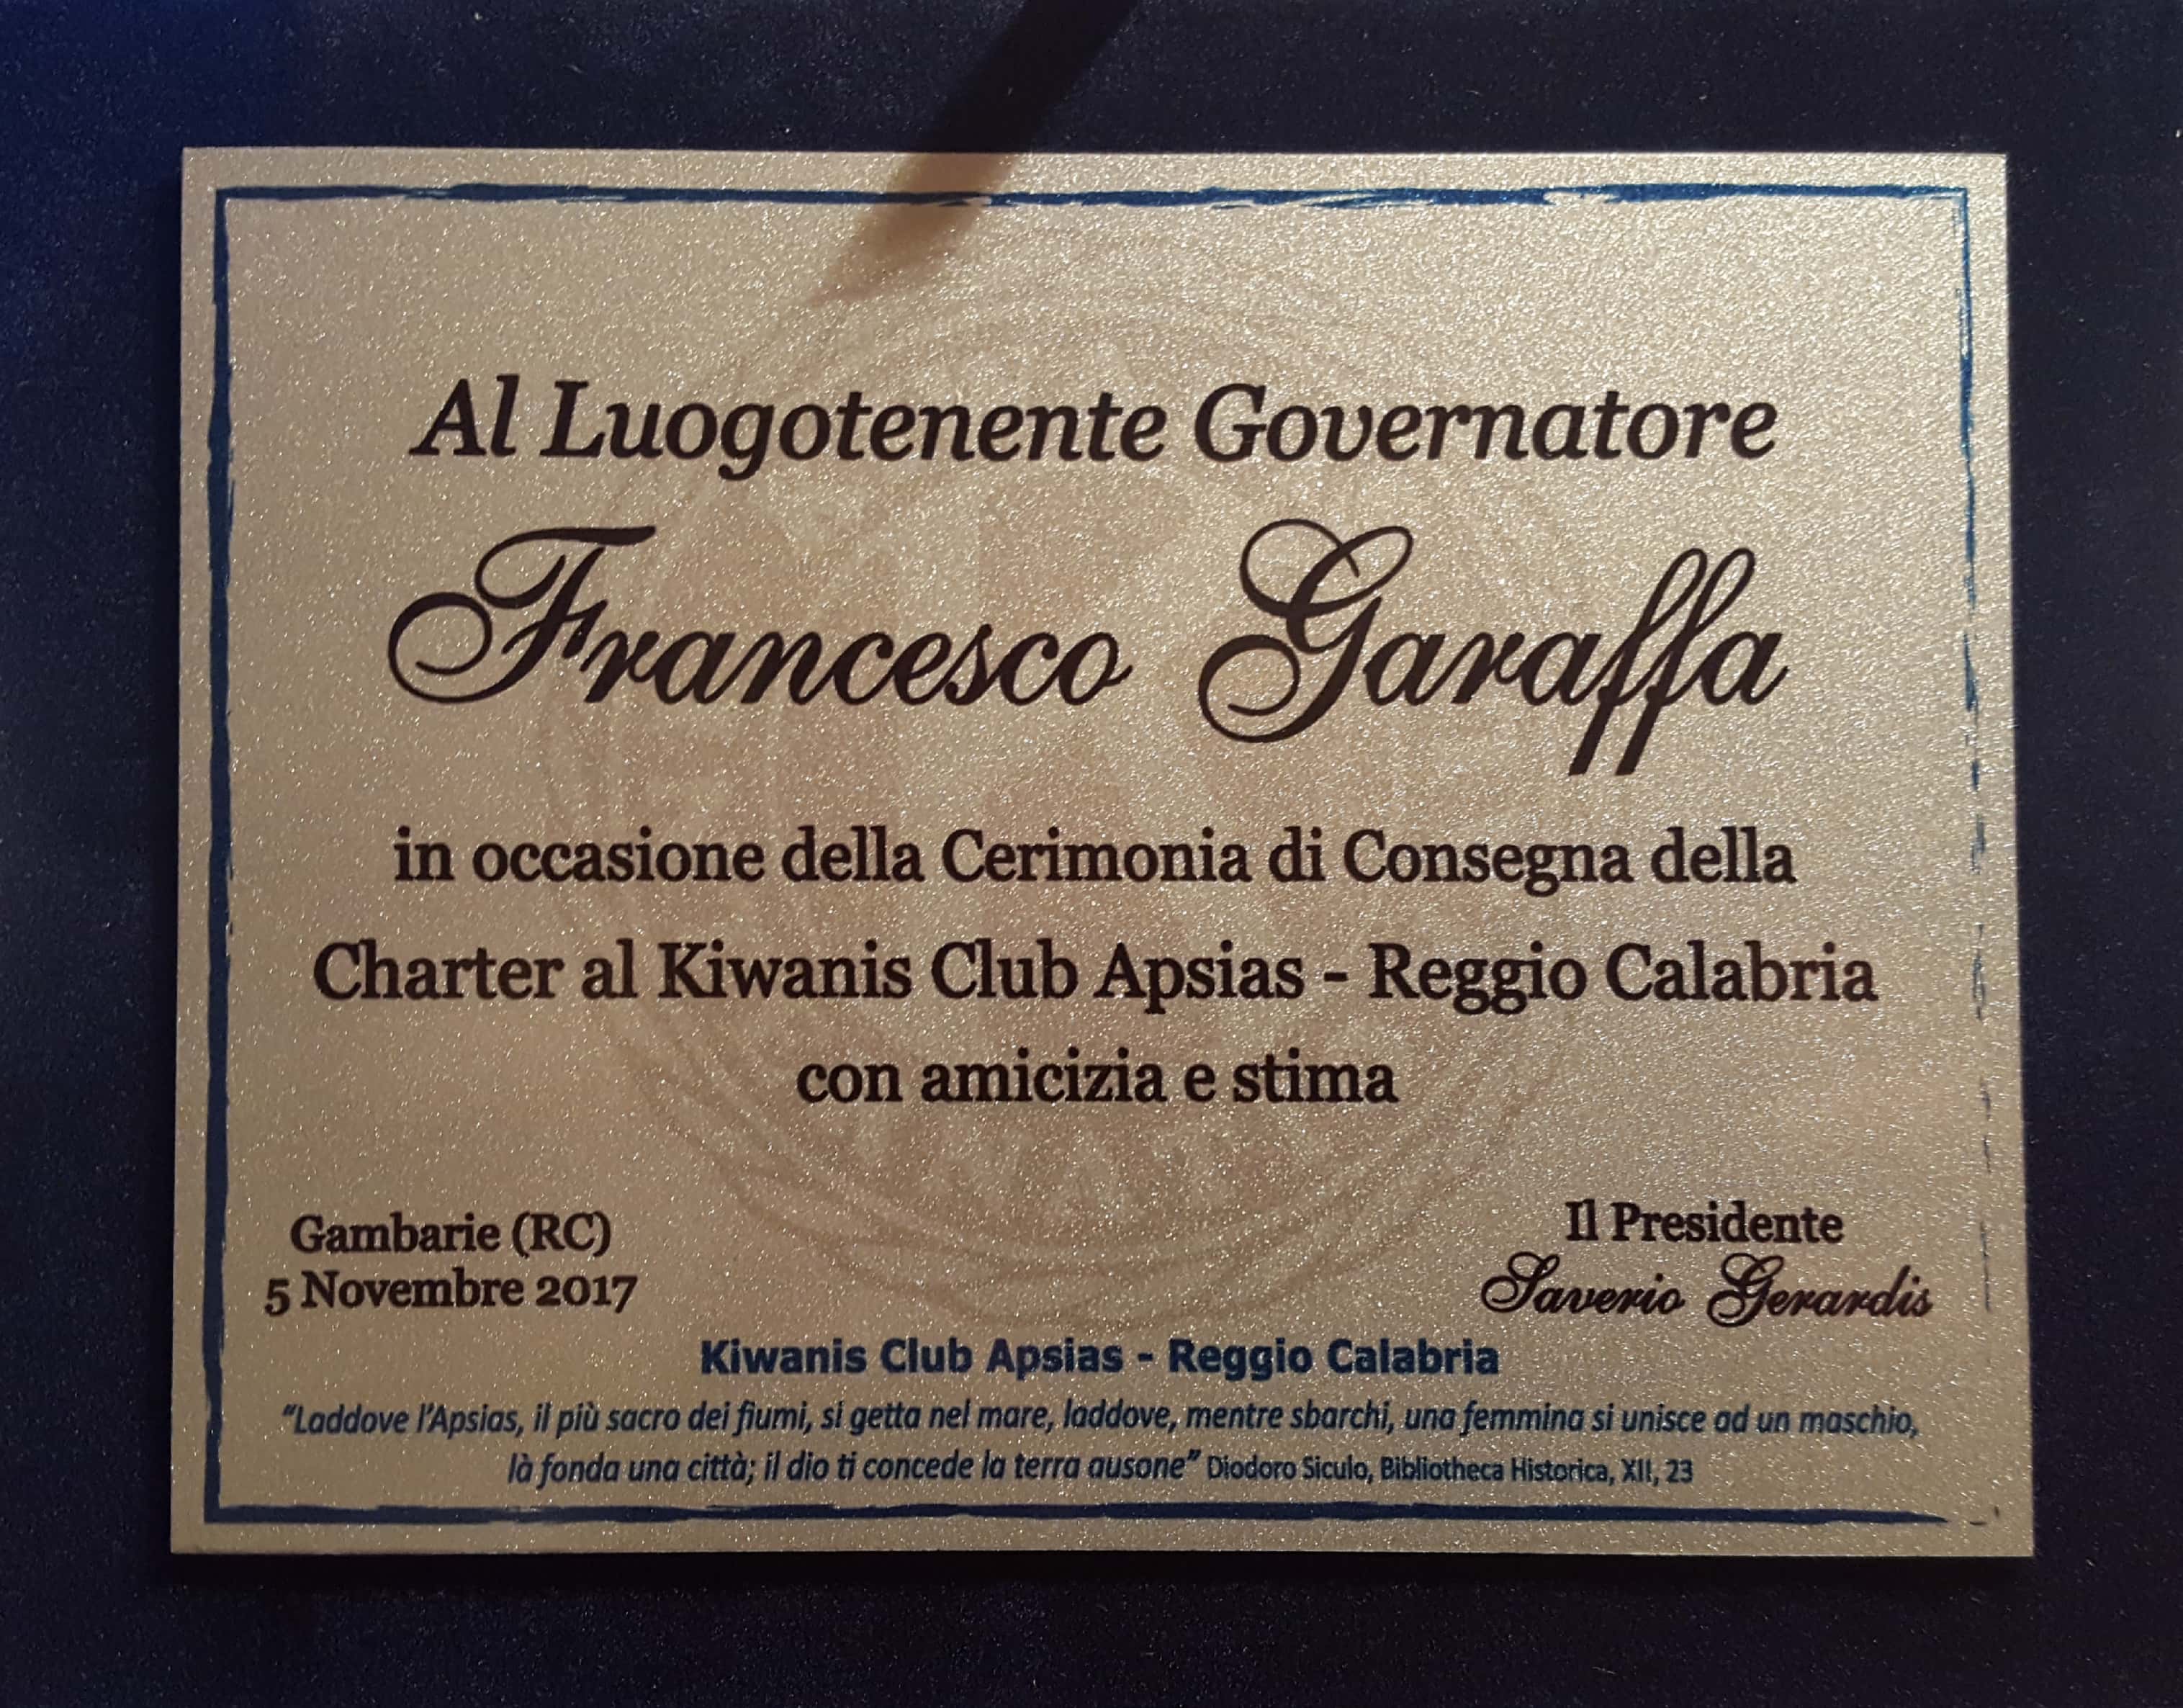 Al Luogotenente Governatore
Francesco Garaffa
in occasione della Cerimonia di Consegna della
Charter al Kiwanis Club Apsias - Reggio Calabria
con amicizia e stima
Gambarie (RC)
5 Novembre 2017
Il Presidente
Saverio Gerardis
Kiwanis Club Apsias - Reggio Calabria
"Laddove l'Apsias, il più sacro dei fiumi, si getta nel mare, laddove, mentre sbarchi, una femmina si unisce ad un maschio,
là fonda una città; il dio ti concede la terra ausone" Diodoro Siculo, Bibliotheca Historica, XII, 23